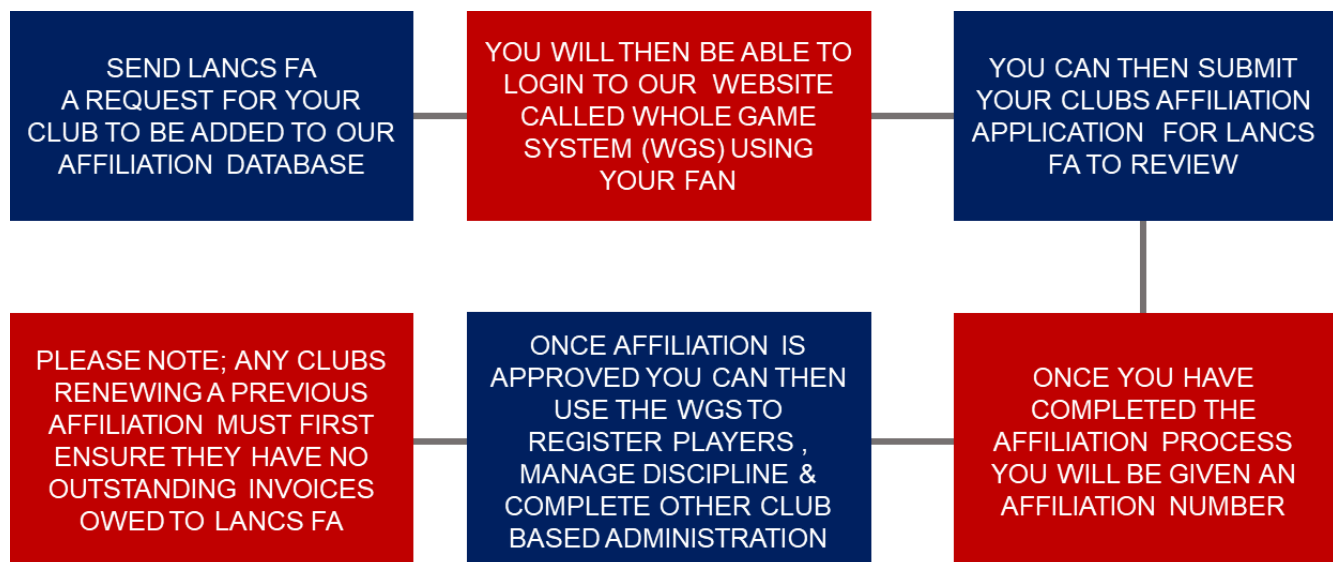 SEND LANCS FA
A REQUEST FOR YOUR
CLUB TO BE ADDED TO OUR
AFFILIATION DATABASE
YOU WILL THEN BE ABLE TO
LOGIN TO OUR WEBSITE
CALLED WHOLE GAME
SYSTEM (WGS) USING
YOUR FAN
YOU CAN THEN SUBMIT
YOUR CLUBS AFFILIATION
APPLICATION FOR LANCS
FA TO REVIEW
ONCE YOU HAVE
COMPLETED THE
AFFILIATION PROCESS
YOU WILL BE GIVEN AN
AFFILIATION NUMBER
ONCE AFFILIATION IS
APPROVED YOU CAN THEN
USE THE WGS TO
REGISTER PLAYERS ,
MANAGE DISCIPLINE &
COMPLETE OTHER CLUB
BASED ADMINISTRATION
PLEASE NOTE; ANY CLUBS
RENEWING A PREVIOUS
AFFILIATION MUST FIRST
ENSURE THEY HAVE NO
OUTSTANDING INVOICES
OWED TO LANCS FA